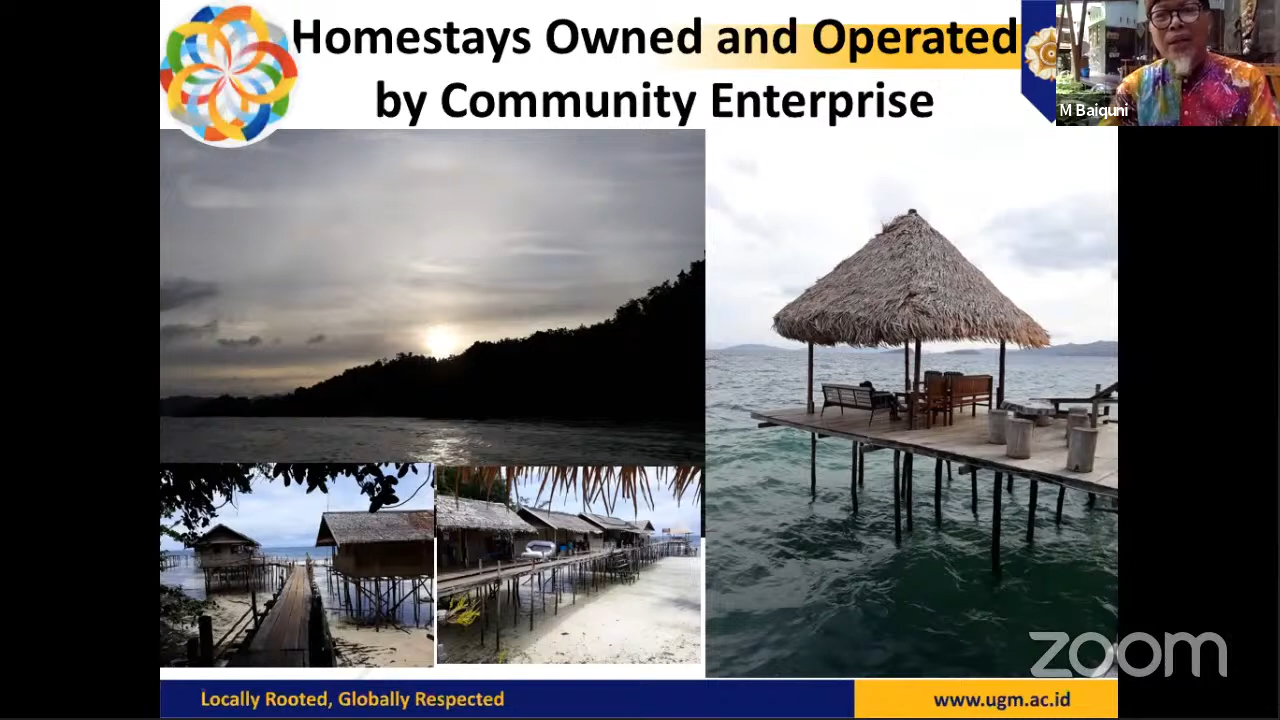 Homestays Owned and Operated
by Community Enterprise
M Baiquni
zoom
Locally Rooted, Globally Respected
www.ugm.ac.id